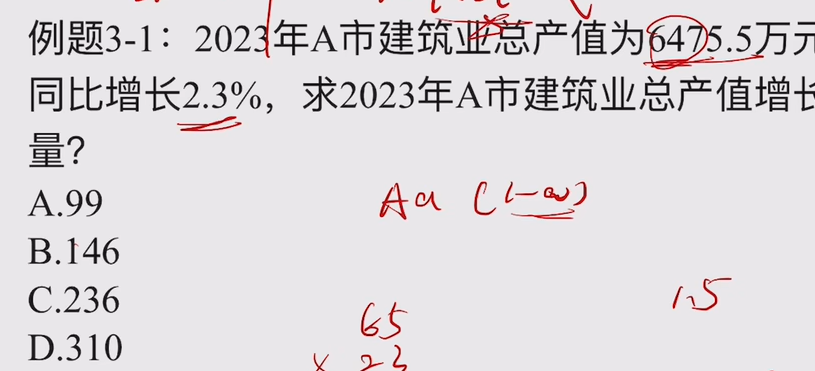 例题3-1：2023年A市建筑业总产值为6475.5万元
同比增长2.3%，求2023年A市建筑业总产值增长
量？
A.99
Aa (1-a)
B.146
C.236
1.5
65
D.310
× 23